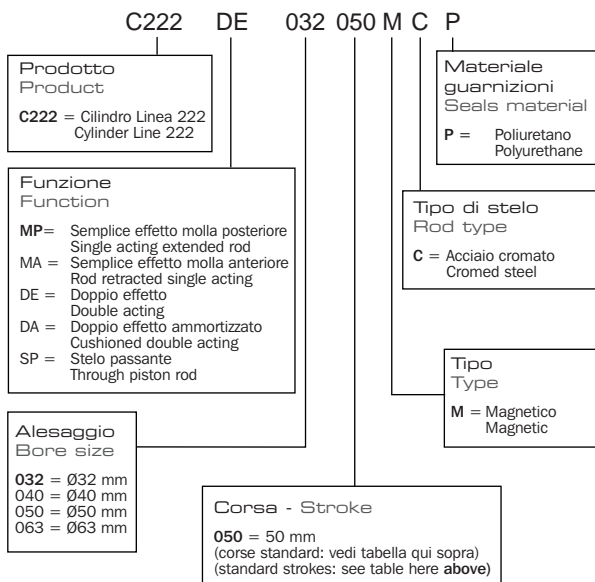 C222 DE 032 050 M C P
Prodotto
Product
C222 = Cilindro Linea 222
Cylinder Line 222
Materiale
guarnizioni
Seals material
P = Poliuretano
Polyurethane
Funzione
Function
MP= Semplice effetto molla posteriore
Single acting extended rod
MA = Semplice effetto molla anteriore
Rod retracted single acting
DE = Doppio effetto
Double acting
DA = Doppio effetto ammortizzato
Cushioned double acting
SP = Stelo passante
Through piston rod
Tipo di stelo
Rod type
C = Acciaio cromato
Cromed steel
Tipo
Type
M = Magnetico
Magnetic
Alesaggio
Bore size
032 = Ø32 mm
040 = Ø40 mm
050 = Ø50 mm
063 = Ø63 mm
Corsa - Stroke
050 = 50 mm
(corse standard: vedi tabella qui sopra)
(standard strokes: see table here above)